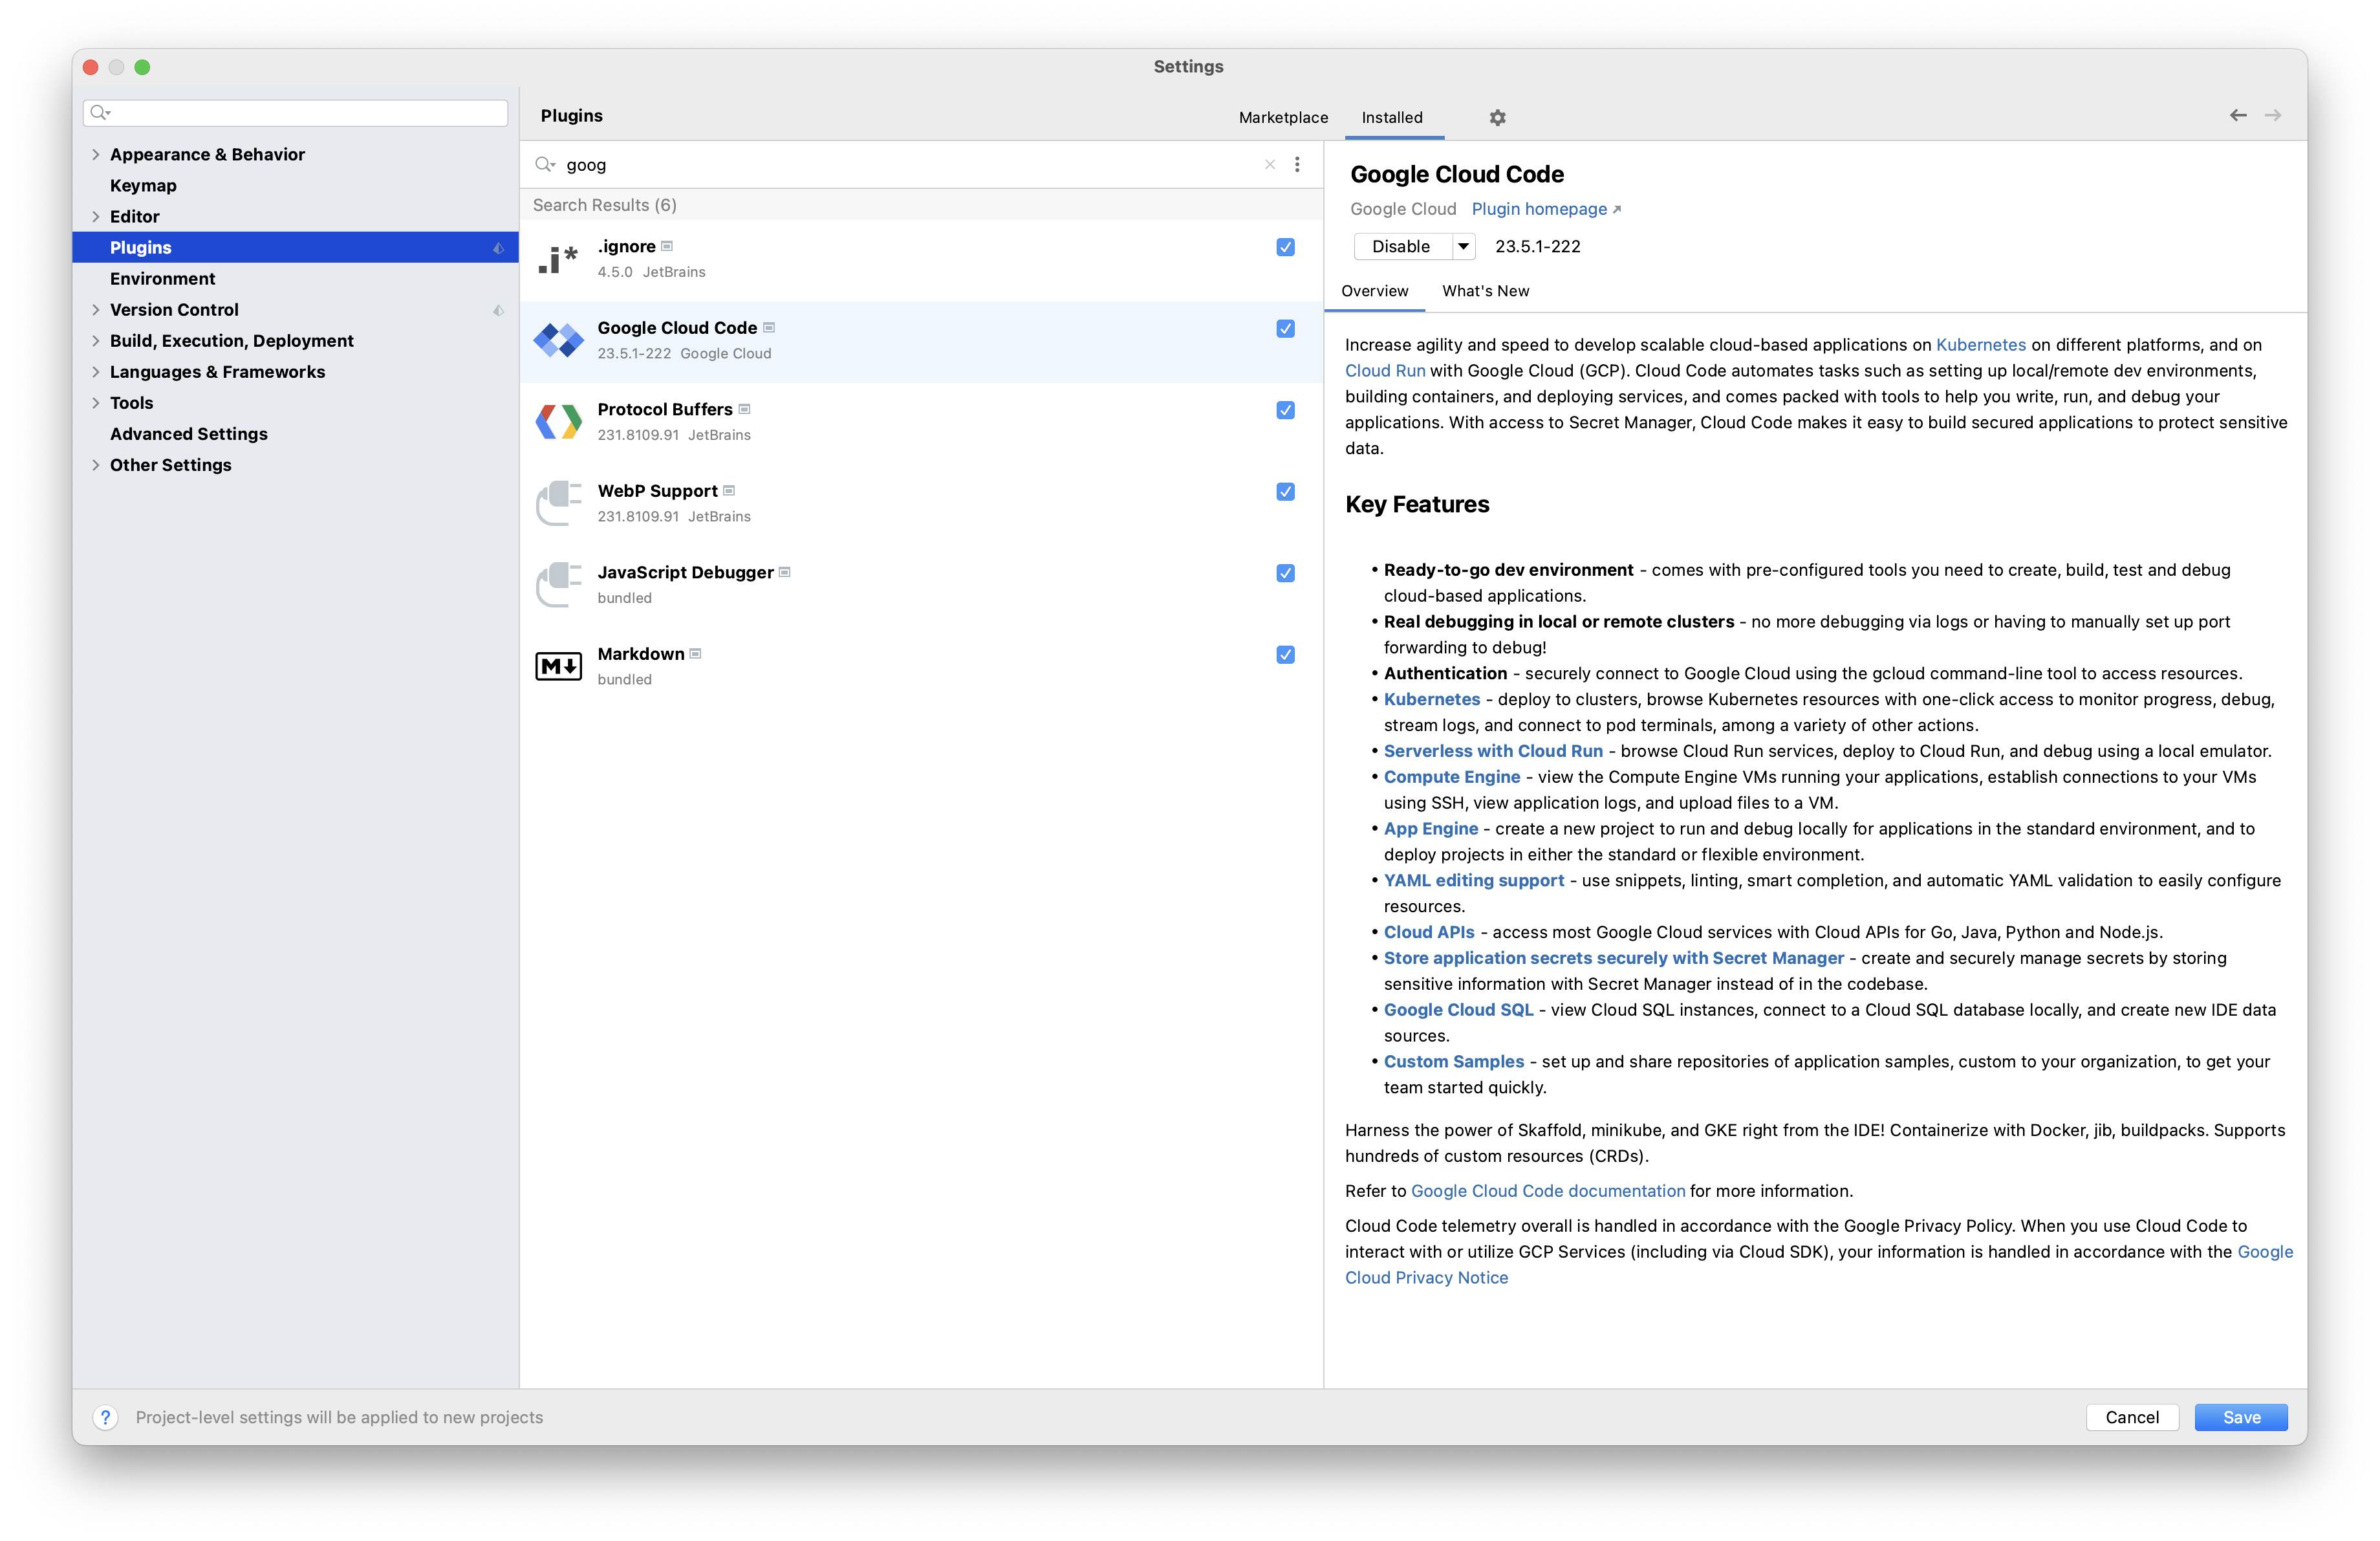 Settings
Appearance & Behavior
Keymap
Editor
Plugins
Environment
Version Control
Build, Execution, Deployment
Languages & Frameworks
Tools
Advanced Settings
Other Settings
Plugins
Marketplace
Installed
goog
Search Results (6)
.i*
.ignore
4.5.0 JetBrains
Google Cloud Code
23.5.1-222 Google Cloud
Protocol Buffers
231.8109.91 JetBrains
WebP Support
231.8109.91 JetBrains
JavaScript Debugger
bundled
M
Markdown
bundled
Google Cloud Code
Google Cloud Plugin homepage ↗
Disable 23.5.1-222
Overview What's New
Increase agility and speed to develop scalable cloud-based applications on Kubernetes on different platforms, and on
Cloud Run with Google Cloud (GCP). Cloud Code automates tasks such as setting up local/remote dev environments,
building containers, and deploying services, and comes packed with tools to help you write, run, and debug your
applications. With access to Secret Manager, Cloud Code makes it easy to build secured applications to protect sensitive
data.
Key Features
• Ready-to-go dev environment - comes with pre-configured tools you need to create, build, test and debug
cloud-based applications.
• Real debugging in local or remote clusters - no more debugging via logs or having to manually set up port
forwarding to debug!
• Authentication - securely connect to Google Cloud using the gcloud command-line tool to access resources.
• Kubernetes - deploy to clusters, browse Kubernetes resources with one-click access to monitor progress, debug,
stream logs, and connect to pod terminals, among a variety of other actions.
• Serverless with Cloud Run - browse Cloud Run services, deploy to Cloud Run, and debug using a local emulator.
• Compute Engine - view the Compute Engine VMs running your applications, establish connections to your VMs
using SSH, view application logs, and upload files to a VM.
• App Engine - create a new project to run and debug locally for applications in the standard environment, and to
deploy projects in either the standard or flexible environment.
• YAML editing support - use snippets, linting, smart completion, and automatic YAML validation to easily configure
resources.
• Cloud APIs - access most Google Cloud services with Cloud APIs for Go, Java, Python and Node.js.
• Store application secrets securely with Secret Manager - create and securely manage secrets by storing
sensitive information with Secret Manager instead of in the codebase.
• Google Cloud SQL - view Cloud SQL instances, connect to a Cloud SQL database locally, and create new IDE data
sources.
• Custom Samples - set up and share repositories of application samples, custom to your organization, to get your
team started quickly.
Harness the power of Skaffold, minikube, and GKE right from the IDE! Containerize with Docker, jib, buildpacks. Supports
hundreds of custom resources (CRDs).
Refer to Google Cloud Code documentation for more information.
Cloud Code telemetry overall is handled in accordance with the Google Privacy Policy. When you use Cloud Code to
interact with or utilize GCP Services (including via Cloud SDK), your information is handled in accordance with the Google
Cloud Privacy Notice
? Project-level settings will be applied to new projects
Cancel
Save